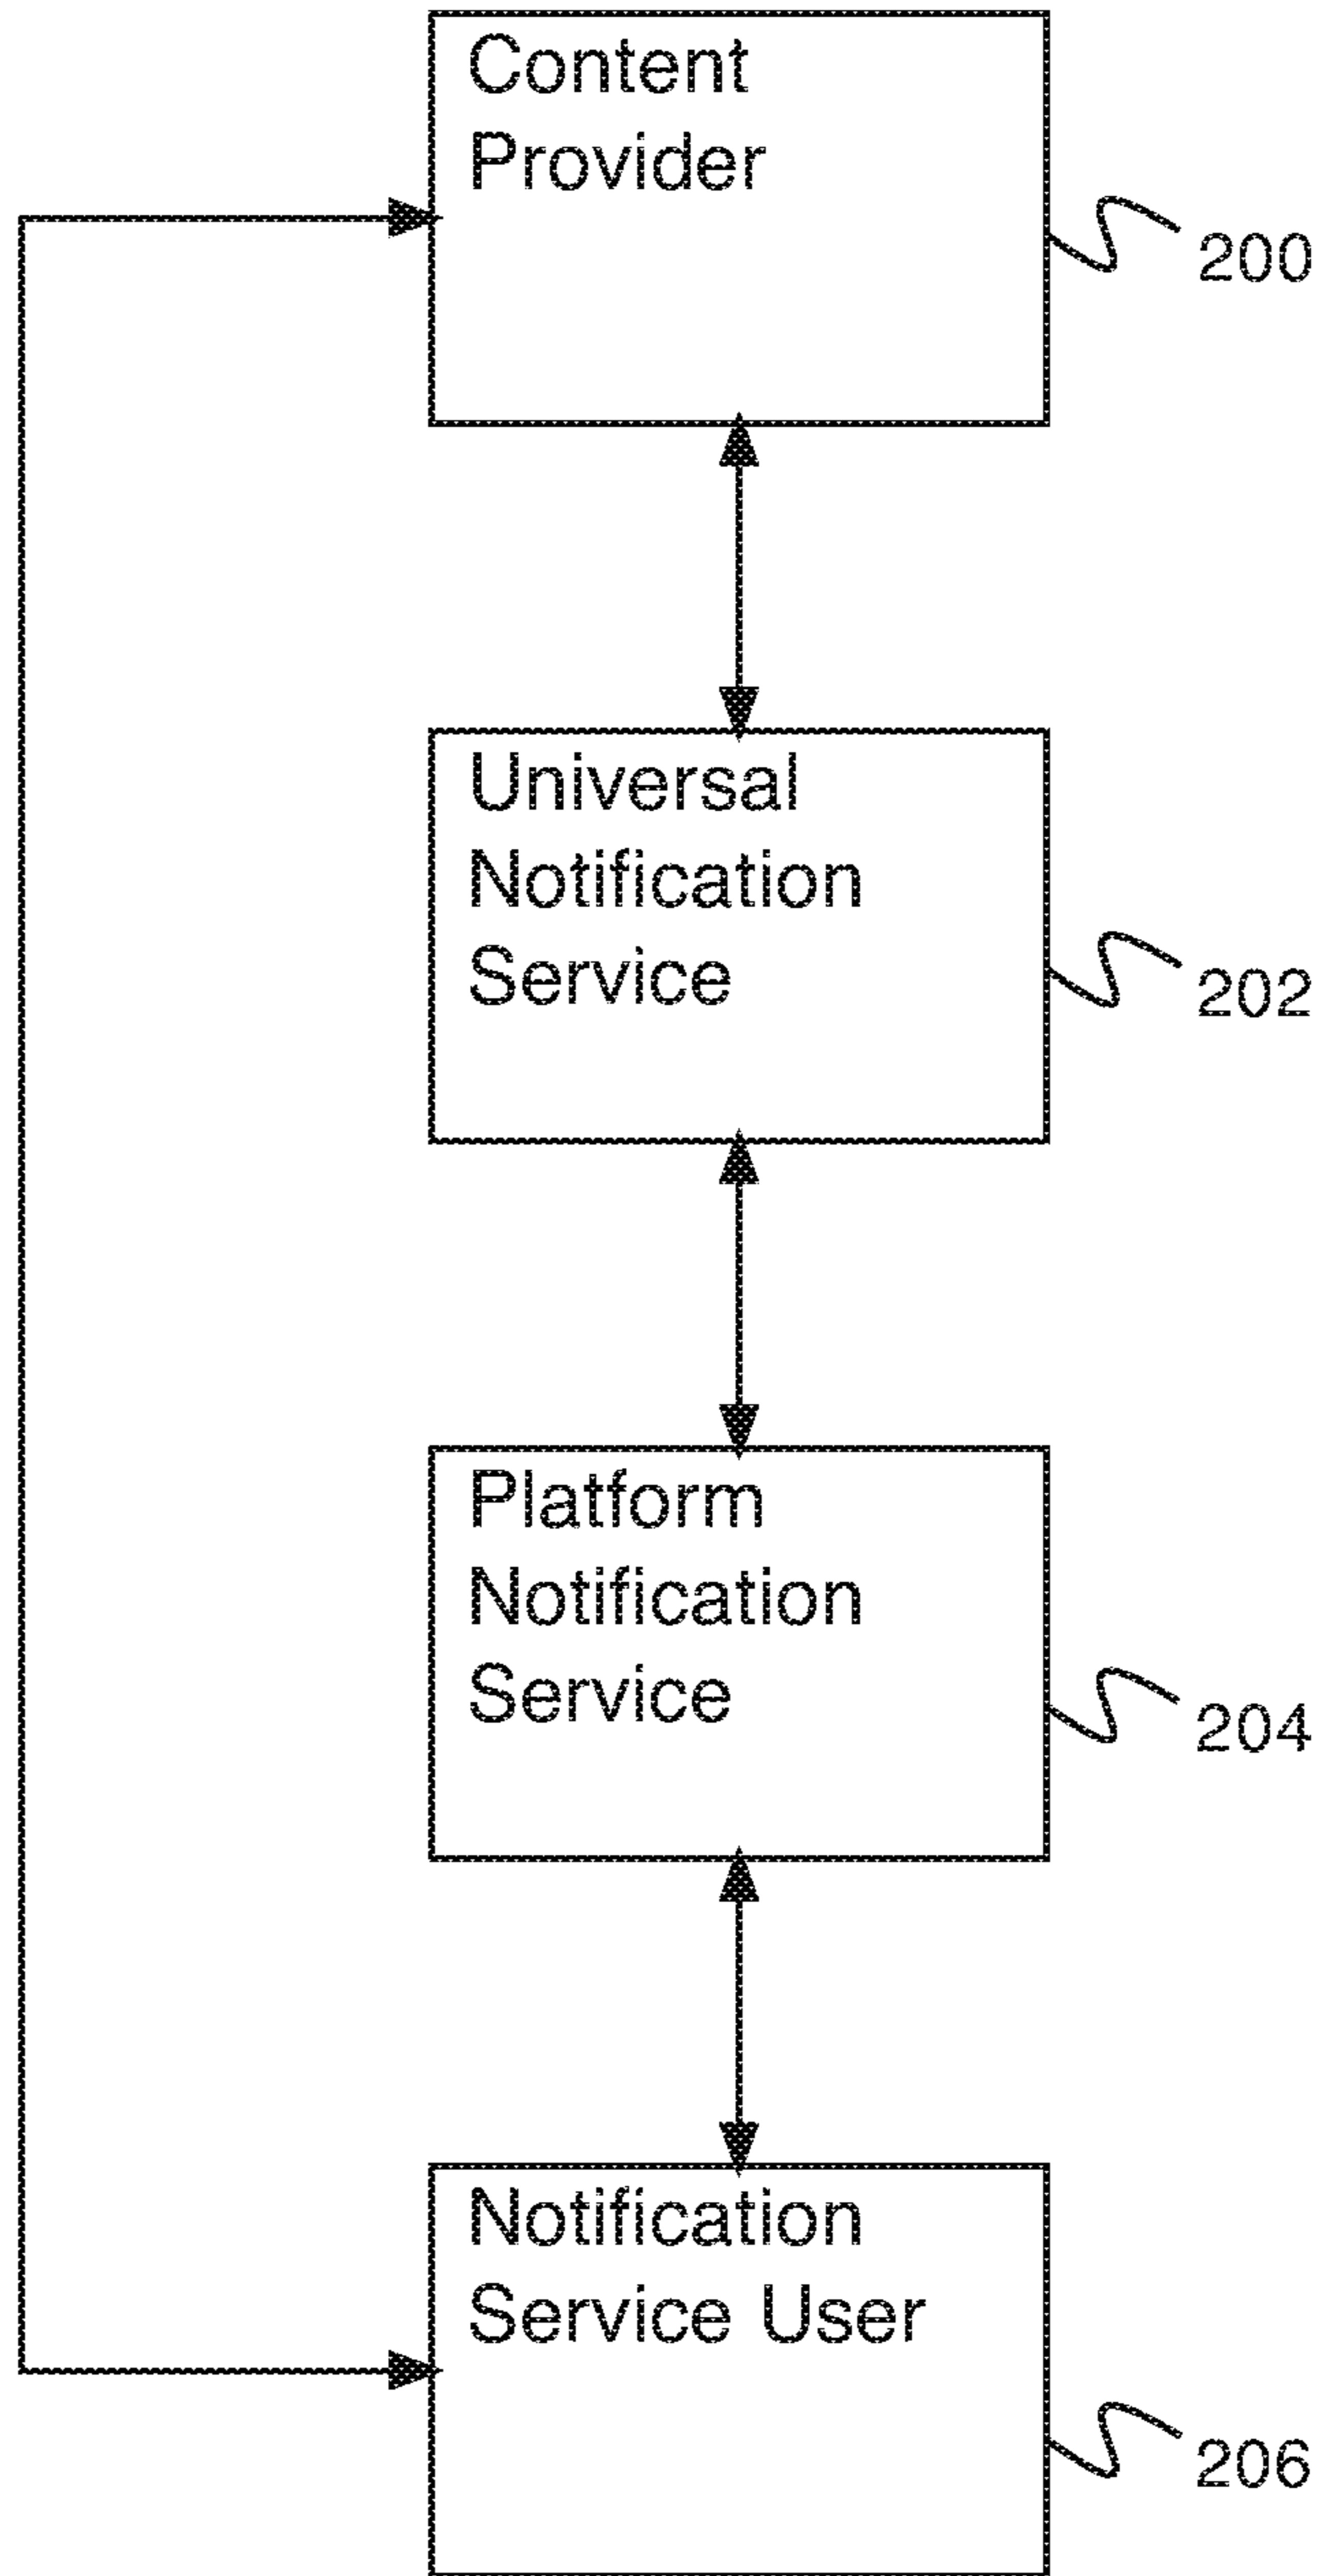 Content
Provider
200
Universal
Notification
Service
202
Platform
Notification
Service
204
Notification
Service User
206